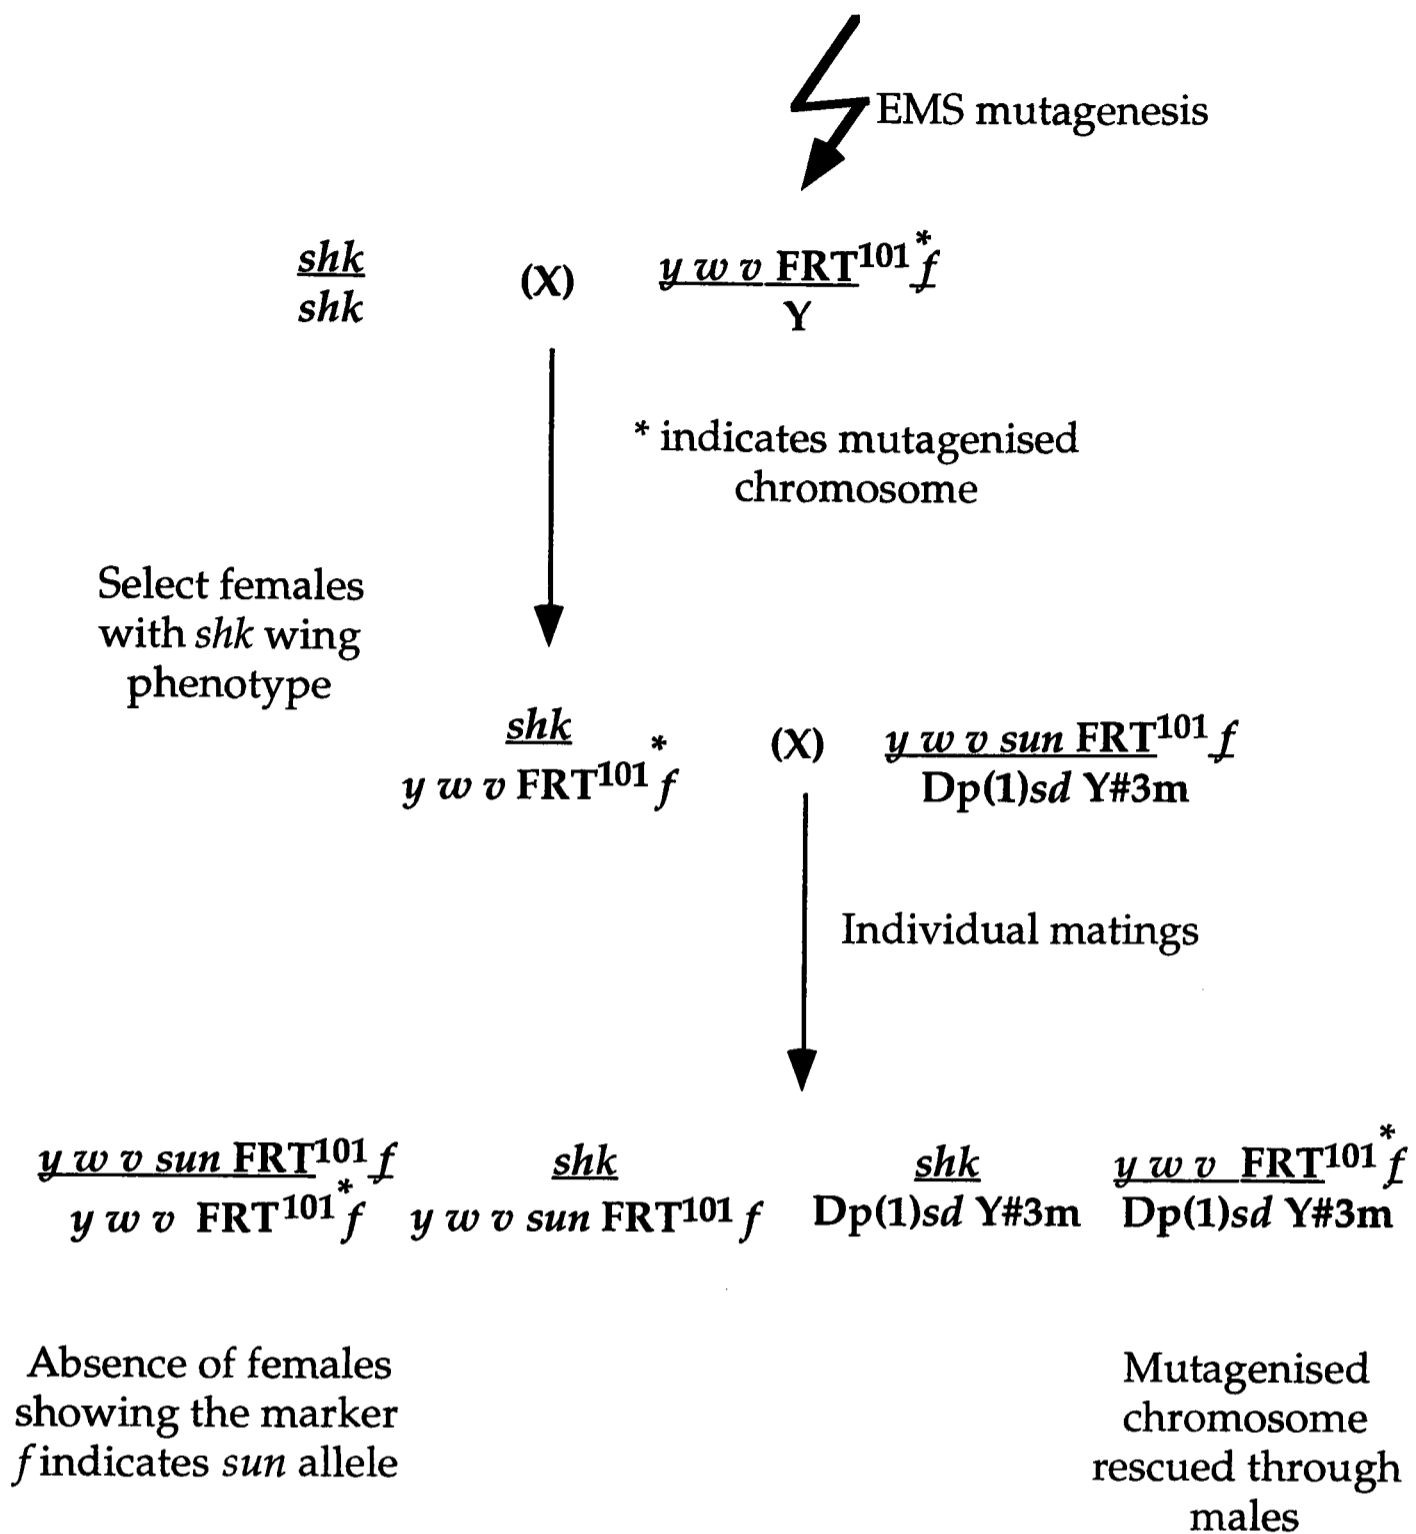 EMS mutagenesis
shk (X) y w v FRT101 * f
shk Y
* indicates mutagenised
chromosome
Select females
with shk wing
phenotype
shk (X) y w v sun FRT101 f
y w v FRT101 * f Dp(1)sd Y#3m
Individual matings
y w v sun FRT101 f shk shk y w v FRT101 * f
y w v FRT101 * f y w v sun FRT101 f Dp(1)sd Y#3m Dp(1)sd Y#3m
Absence of females
showing the marker
f indicates sun allele
Mutagenised
chromosome
rescued through
males